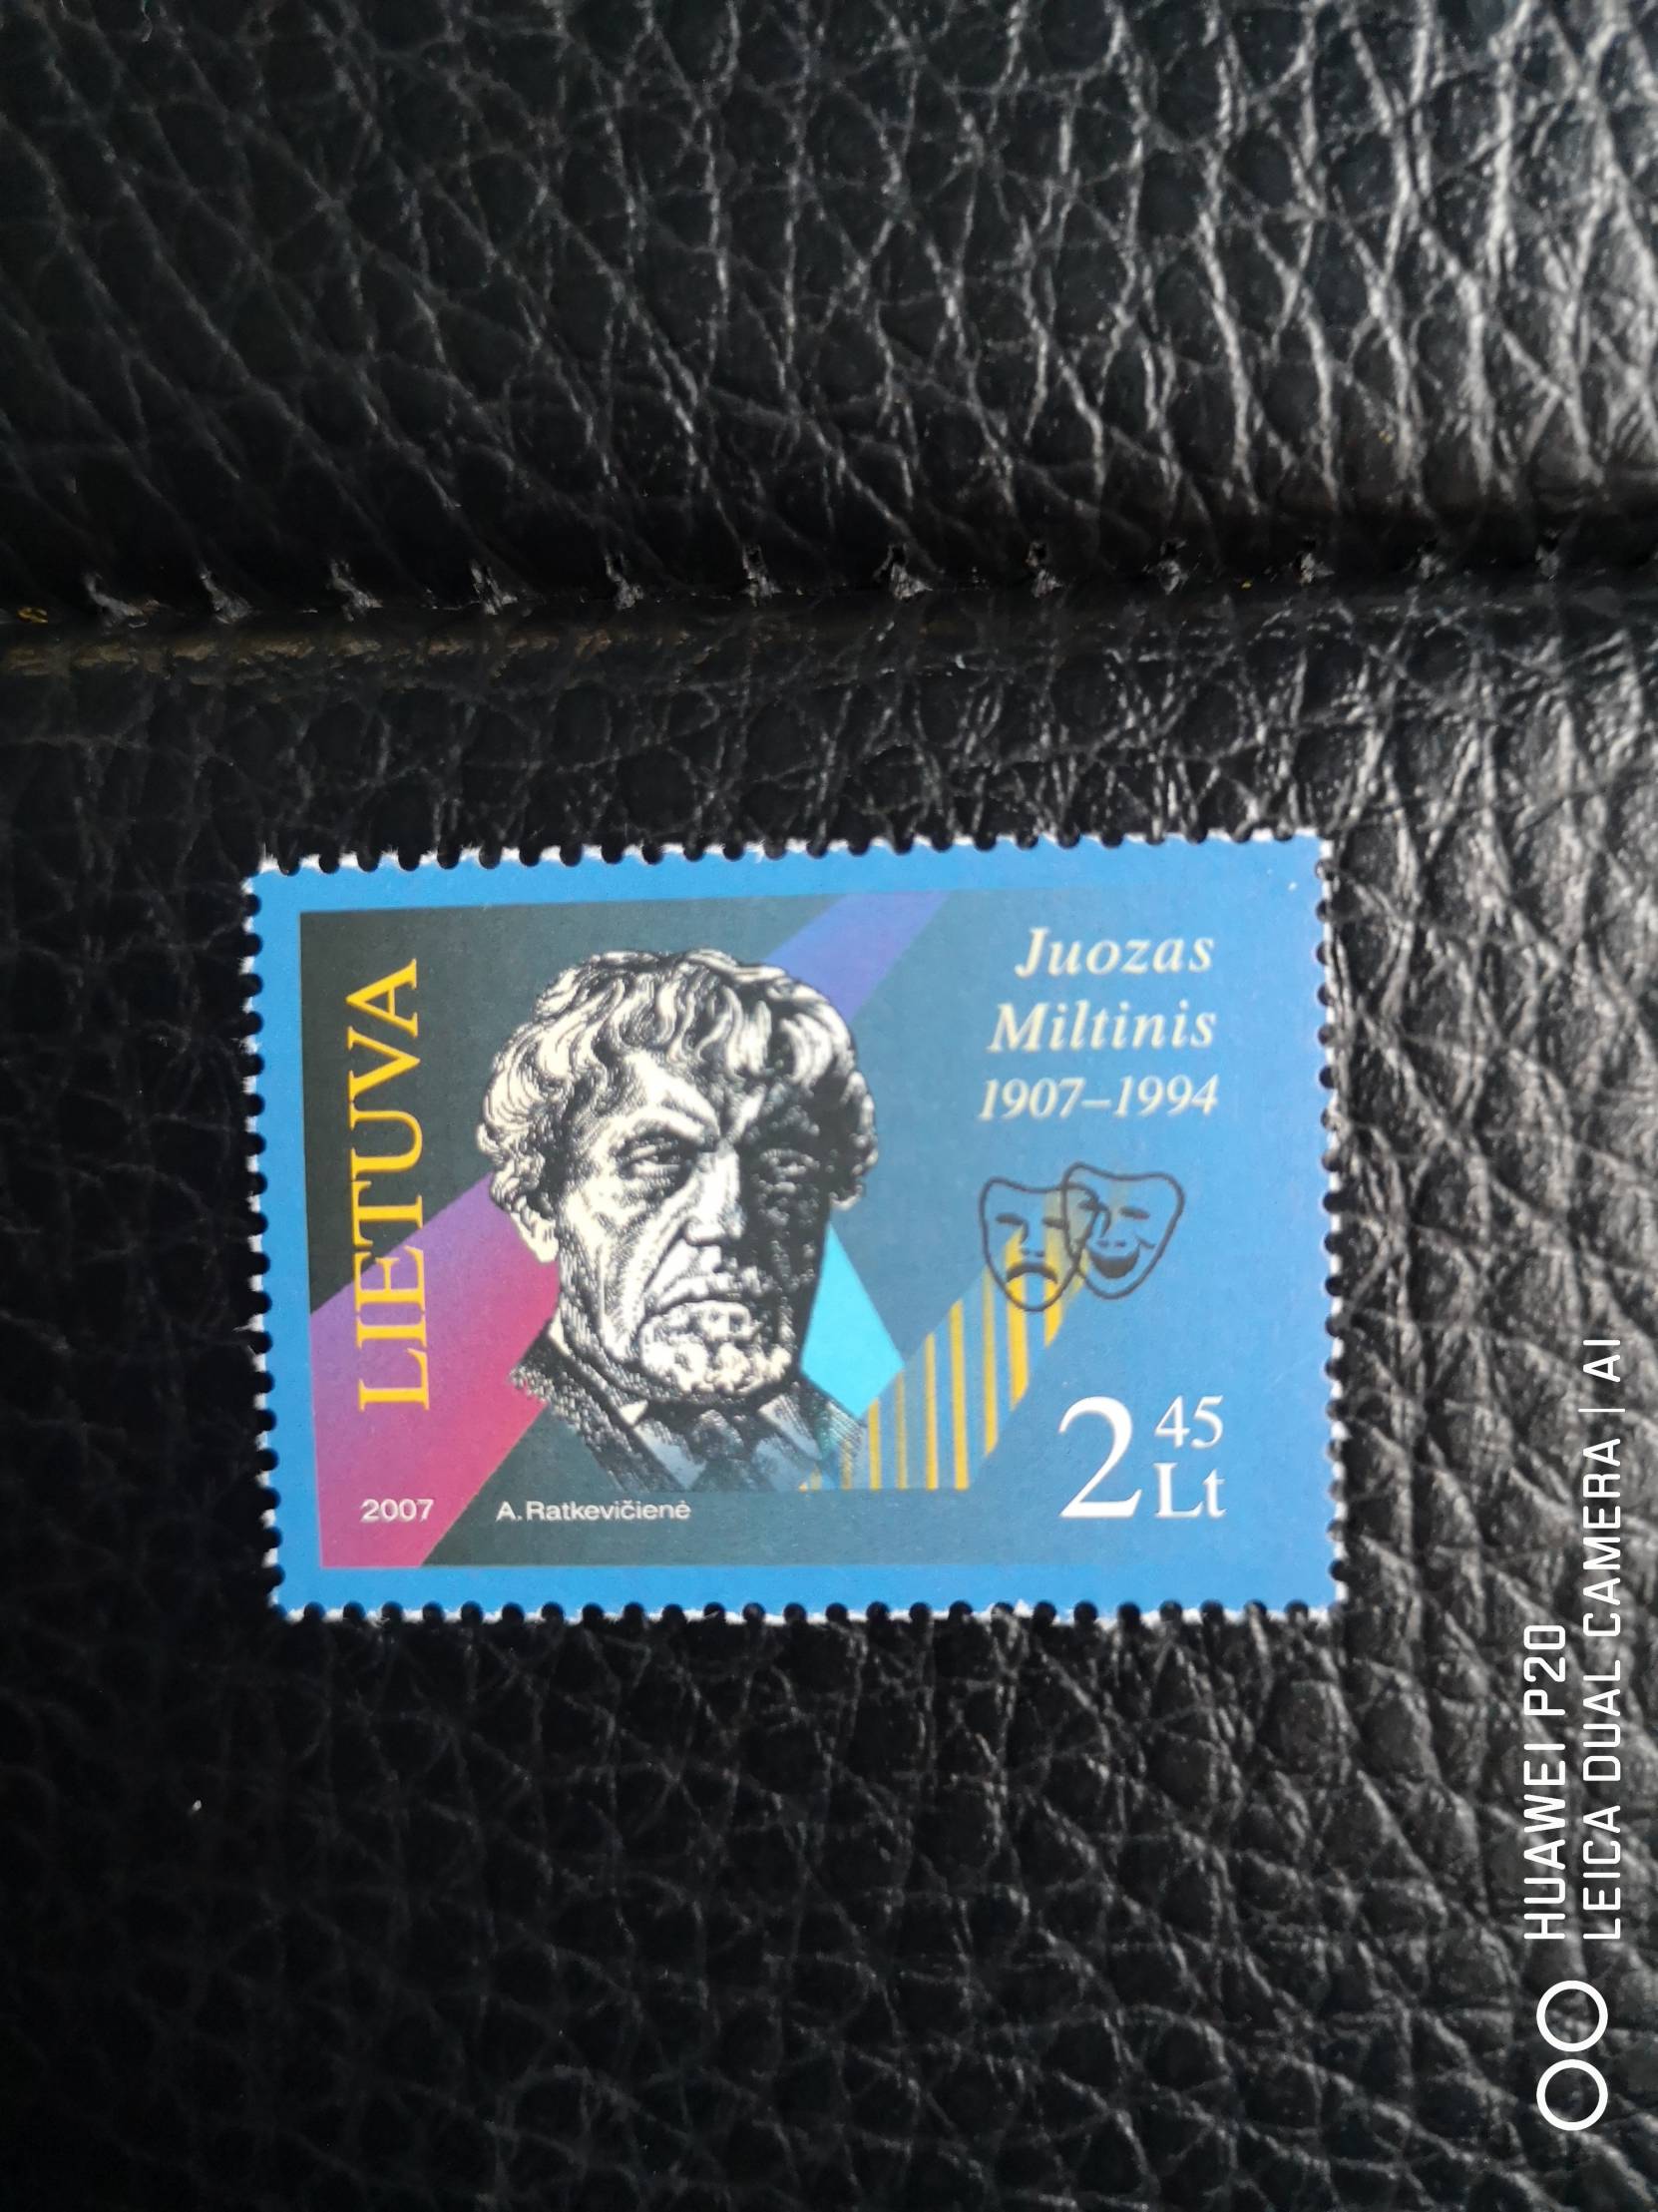 LIETUVA
Juozas
Miltinis
1907–1994
2 45
Lt
2007
A.Ratkevičienė
HUAWEI P20
LEICA DUAL CAMERA | AI